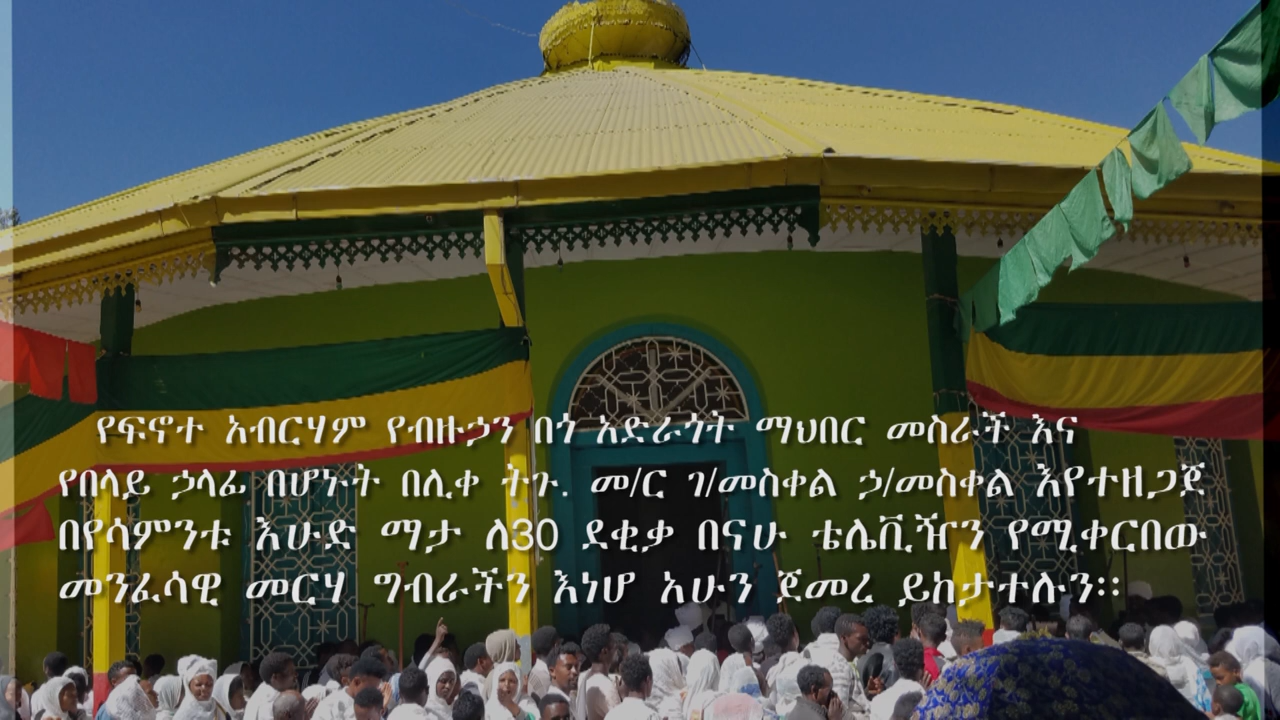 የፍኖተ አብርሃም የብዙኃን በጎ አድራጎት ማህበር መስራች እና
የበላይ ኃላፊ በሆኑት በሊቀ ትጉ. መ/ር ገ/መስቀል ኃ/መስቀል እየተዘጋጀ
በየሳምንቱ እሁድ ማታ ለ30 ደቂቃ በናሁ ቴሌቪዥን የሚቀርበው
መንፈሳዊ መርሃ ግብራችን እነሆ አሁን ጀመረ ይከታተሉን፡፡